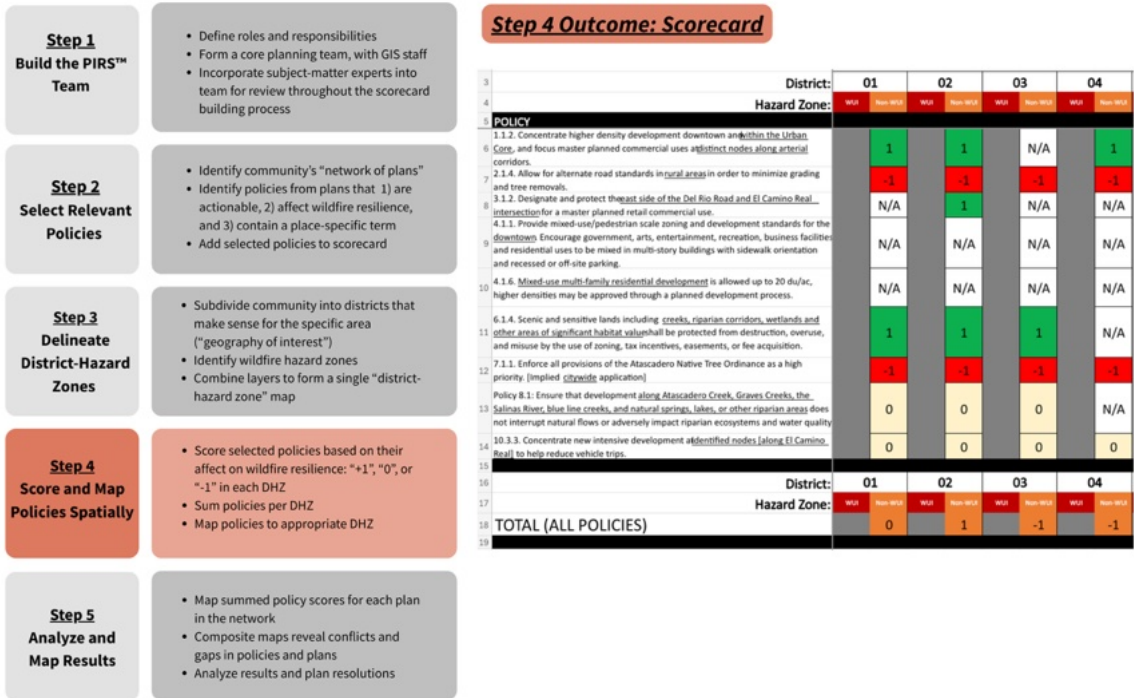 Step 1
Build the PIRS™
Team
• Define roles and responsibilities
• Form a core planning team, with GIS staff
• Incorporate subject-matter experts into
team for review throughout the scorecard
building process
Step 2
Select Relevant
Policies
• Identify community's “network of plans”
• Identify policies from plans that 1) are
actionable, 2) affect wildfire resilience,
and 3) contain a place-specific term
• Add selected policies to scorecard
Step 3
Delineate
District-Hazard
Zones
• Subdivide community into districts that
make sense for the specific area
(“geography of interest”)
• Identify wildfire hazard zones
• Combine layers to form a single “district-
hazard zone” map
Step 4
Score and Map
Policies Spatially
• Score selected policies based on their
affect on wildfire resilience: “+1”, “0”, or
“-1” in each DHZ
• Sum policies per DHZ
• Map policies to appropriate DHZ
Step 5
Analyze and
Map Results
• Map summed policy scores for each plan
in the network
• Composite maps reveal conflicts and
gaps in policies and plans
• Analyze results and plan resolutions
Step 4 Outcome: Scorecard
3 District: 01 02 03 04
4 Hazard Zone: WUI Non-WUI WUI Non-WUI WUI Non-WUI WUI Non-WUI
5 POLICY
1.1.2. Concentrate higher density development downtown and within the Urban
6 Core, and focus master planned commercial uses at distinct nodes along arterial 1 1 N/A 1
corridors.
7 2.1.4. Allow for alternate road standards in rural areas in order to minimize grading -1 -1 -1 -1
and tree removals.
8 3.1.2. Designate and protect the east side of the Del Rio Road and El Camino Real N/A 1 N/A N/A
intersection for a master planned retail commercial use.
4.1.1. Provide mixed-use/pedestrian scale zoning and development standards for the
9 downtown. Encourage government, arts, entertainment, recreation, business facilities N/A N/A N/A N/A
and residential uses to be mixed in multi-story buildings with sidewalk orientation
and recessed or off-site parking.
10 4.1.6. Mixed-use multi-family residential development is allowed up to 20 du/ac, N/A N/A N/A N/A
higher densities may be approved through a planned development process.
6.1.4. Scenic and sensitive lands including creeks, riparian corridors, wetlands and
11 other areas of significant habitat value shall be protected from destruction, overuse, 1 1 1 N/A
and misuse by the use of zoning, tax incentives, easements, or fee acquisition.
12 7.1.1. Enforce all provisions of the Atascadero Native Tree Ordinance as a high -1 -1 -1 -1
priority. [Implied citywide application]
Policy 8.1: Ensure that development along Atascadero Creek, Graves Creeks, the
13 Salinas River, blue line creeks, and natural springs, lakes, or other riparian areas does 0 0 0 N/A
not interrupt natural flows or adversely impact riparian ecosystems and water quality
14 10.3.3. Concentrate new intensive development at identified nodes [along El Camino 0 0 0 0
Real] to help reduce vehicle trips.
15
16 District: 01 02 03 04
17 Hazard Zone: WUI Non-WUI WUI Non-WUI WUI Non-WUI WUI Non-WUI
18 TOTAL (ALL POLICIES) 0 1 -1 -1
19